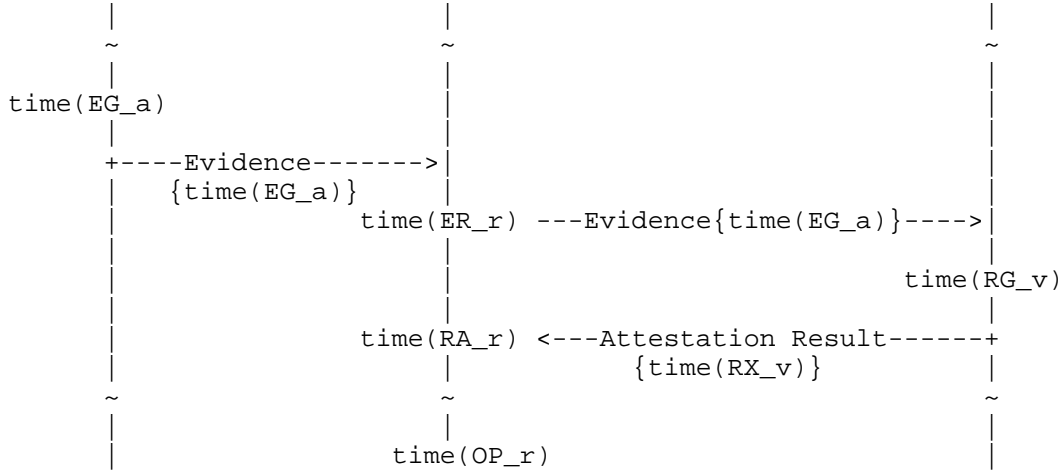 time(EG_a)
+----Evidence------->|
{time(EG_a)}
time(ER_r) ---Evidence{time(EG_a)}---->|
time(RG_v)
time(RA_r) <---Attestation Result------+
{time(RX_v)}
~ ~ ~
time(OP_r)